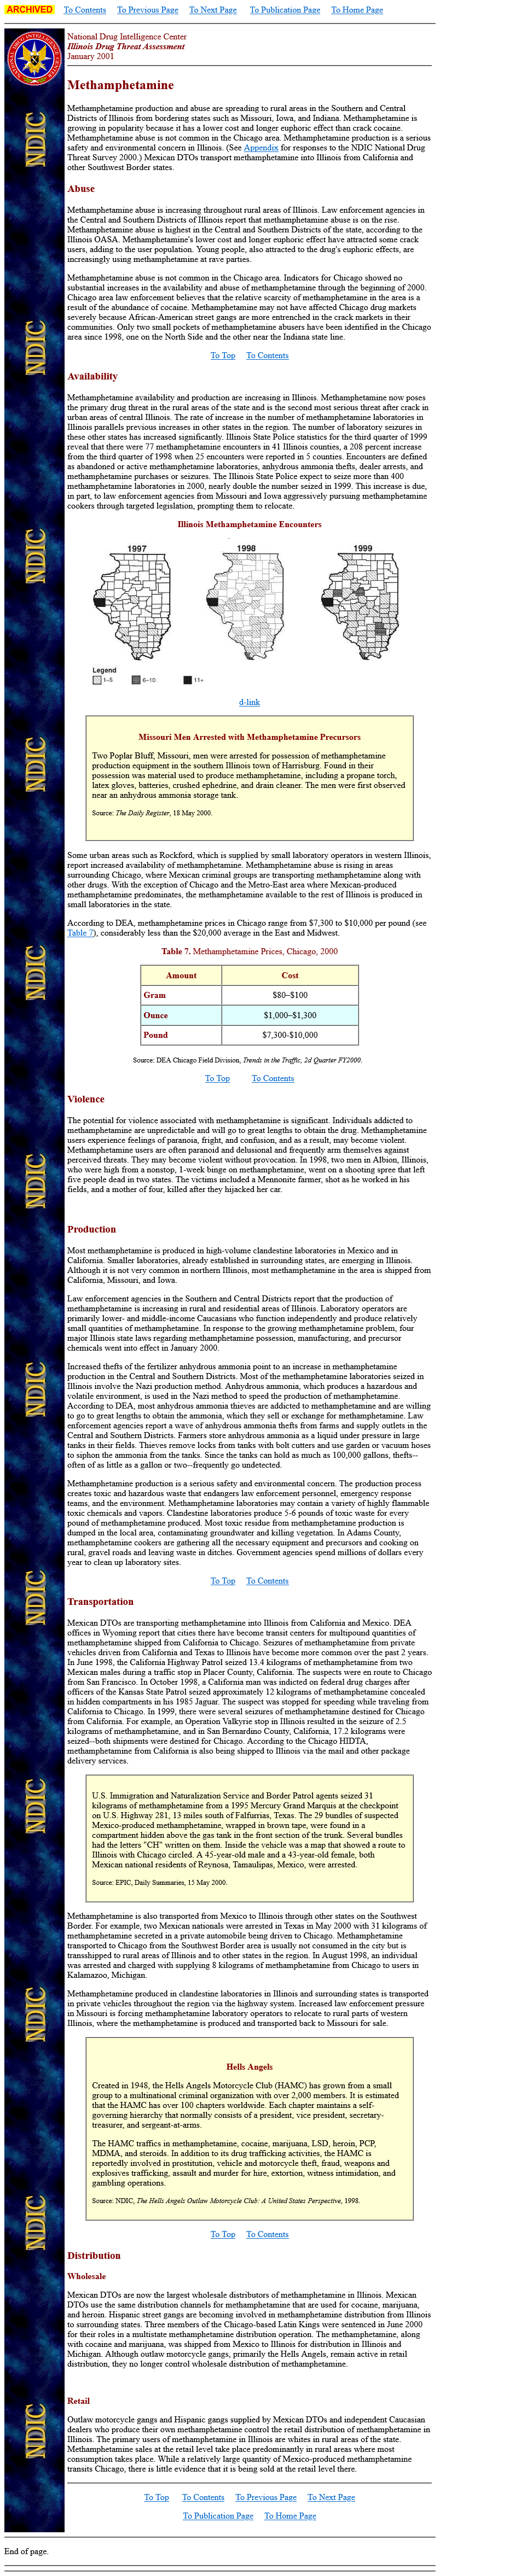 ARCHIVED To Contents To Previous Page To Next Page To Publication Page To Home Page
National Drug Intelligence Center
Illinois Drug Threat Assessment
January 2001
Methamphetamine
Methamphetamine production and abuse are spreading to rural areas in the Southern and Central
Districts of Illinois from bordering states such as Missouri, Iowa, and Indiana. Methamphetamine is
growing in popularity because it has a lower cost and longer euphoric effect than crack cocaine.
Methamphetamine abuse is not common in the Chicago area. Methamphetamine production is a serious
safety and environmental concern in Illinois. (See Appendix for responses to the NDIC National Drug
Threat Survey 2000.) Mexican DTOs transport methamphetamine into Illinois from California and
other Southwest Border states.
Abuse
Methamphetamine abuse is increasing throughout rural areas of Illinois. Law enforcement agencies in
the Central and Southern Districts of Illinois report that methamphetamine abuse is on the rise.
Methamphetamine abuse is highest in the Central and Southern Districts of the state, according to the
Illinois OASA. Methamphetamine's lower cost and longer euphoric effect have attracted some crack
users, adding to the user population. Young people, also attracted to the drug's euphoric effects, are
increasingly using methamphetamine at rave parties.
Methamphetamine abuse is not common in the Chicago area. Indicators for Chicago showed no
substantial increases in the availability and abuse of methamphetamine through the beginning of 2000.
Chicago area law enforcement believes that the relative scarcity of methamphetamine in the area is a
result of the abundance of cocaine. Methamphetamine may not have affected Chicago drug markets
severely because African-American street gangs are more entrenched in the crack markets in their
communities. Only two small pockets of methamphetamine abusers have been identified in the Chicago
area since 1998, one on the North Side and the other near the Indiana state line.
To Top To Contents
Availability
Methamphetamine availability and production are increasing in Illinois. Methamphetamine now poses
the primary drug threat in the rural areas of the state and is the second most serious threat after crack in
urban areas of central Illinois. The rate of increase in the number of methamphetamine laboratories in
Illinois parallels previous increases in other states in the region. The number of laboratory seizures in
these other states has increased significantly. Illinois State Police statistics for the third quarter of 1999
reveal that there were 77 methamphetamine encounters in 41 Illinois counties, a 208 percent increase
from the third quarter of 1998 when 25 encounters were reported in 5 counties. Encounters are defined
as abandoned or active methamphetamine laboratories, anhydrous ammonia thefts, dealer arrests, and
methamphetamine purchases or seizures. The Illinois State Police expect to seize more than 400
methamphetamine laboratories in 2000, nearly double the number seized in 1999. This increase is due,
in part, to law enforcement agencies from Missouri and Iowa aggressively pursuing methamphetamine
cookers through targeted legislation, prompting them to relocate.
Illinois Methamphetamine Encounters
1997 1998 1999
Legend
1–5 6–10 11+
d-link
Missouri Men Arrested with Methamphetamine Precursors
Two Poplar Bluff, Missouri, men were arrested for possession of methamphetamine
production equipment in the southern Illinois town of Harrisburg. Found in their
possession was material used to produce methamphetamine, including a propane torch,
latex gloves, batteries, crushed ephedrine, and drain cleaner. The men were first observed
near an anhydrous ammonia storage tank.
Source: The Daily Register, 18 May 2000.
Some urban areas such as Rockford, which is supplied by small laboratory operators in western Illinois,
report increased availability of methamphetamine. Methamphetamine abuse is rising in areas
surrounding Chicago, where Mexican criminal groups are transporting methamphetamine along with
other drugs. With the exception of Chicago and the Metro-East area where Mexican-produced
methamphetamine predominates, the methamphetamine available to the rest of Illinois is produced in
small laboratories in the state.
According to DEA, methamphetamine prices in Chicago range from $7,300 to $10,000 per pound (see
Table 7), considerably less than the $20,000 average in the East and Midwest.
Table 7. Methamphetamine Prices, Chicago, 2000
Amount Cost
Gram $80–$100
Ounce $1,000–$1,300
Pound $7,300-$10,000
Source: DEA Chicago Field Division, Trends in the Traffic, 2d Quarter FY2000.
To Top To Contents
Violence
The potential for violence associated with methamphetamine is significant. Individuals addicted to
methamphetamine are unpredictable and will go to great lengths to obtain the drug. Methamphetamine
users experience feelings of paranoia, fright, and confusion, and as a result, may become violent.
Methamphetamine users are often paranoid and delusional and frequently arm themselves against
perceived threats. They may become violent without provocation. In 1998, two men in Albion, Illinois,
who were high from a nonstop, 1-week binge on methamphetamine, went on a shooting spree that left
five people dead in two states. The victims included a Mennonite farmer, shot as he worked in his
fields, and a mother of four, killed after they hijacked her car.
Production
Most methamphetamine is produced in high-volume clandestine laboratories in Mexico and in
California. Smaller laboratories, already established in surrounding states, are emerging in Illinois.
Although it is not very common in northern Illinois, most methamphetamine in the area is shipped from
California, Missouri, and Iowa.
Law enforcement agencies in the Southern and Central Districts report that the production of
methamphetamine is increasing in rural and residential areas of Illinois. Laboratory operators are
primarily lower- and middle-income Caucasians who function independently and produce relatively
small quantities of methamphetamine. In response to the growing methamphetamine problem, four
major Illinois state laws regarding methamphetamine possession, manufacturing, and precursor
chemicals went into effect in January 2000.
Increased thefts of the fertilizer anhydrous ammonia point to an increase in methamphetamine
production in the Central and Southern Districts. Most of the methamphetamine laboratories seized in
Illinois involve the Nazi production method. Anhydrous ammonia, which produces a hazardous and
volatile environment, is used in the Nazi method to speed the production of methamphetamine.
According to DEA, most anhydrous ammonia thieves are addicted to methamphetamine and are willing
to go to great lengths to obtain the ammonia, which they sell or exchange for methamphetamine. Law
enforcement agencies report a wave of anhydrous ammonia thefts from farms and supply outlets in the
Central and Southern Districts. Farmers store anhydrous ammonia as a liquid under pressure in large
tanks in their fields. Thieves remove locks from tanks with bolt cutters and use garden or vacuum hoses
to siphon the ammonia from the tanks. Since the tanks can hold as much as 100,000 gallons, thefts--
often of as little as a gallon or two--frequently go undetected.
Methamphetamine production is a serious safety and environmental concern. The production process
creates toxic and hazardous waste that endangers law enforcement personnel, emergency response
teams, and the environment. Methamphetamine laboratories may contain a variety of highly flammable
toxic chemicals and vapors. Clandestine laboratories produce 5-6 pounds of toxic waste for every
pound of methamphetamine produced. Most toxic residue from methamphetamine production is
dumped in the local area, contaminating groundwater and killing vegetation. In Adams County,
methamphetamine cookers are gathering all the necessary equipment and precursors and cooking on
rural, gravel roads and leaving waste in ditches. Government agencies spend millions of dollars every
year to clean up laboratory sites.
To Top To Contents
Transportation
Mexican DTOs are transporting methamphetamine into Illinois from California and Mexico. DEA
offices in Wyoming report that cities there have become transit centers for multipound quantities of
methamphetamine shipped from California to Chicago. Seizures of methamphetamine from private
vehicles driven from California and Texas to Illinois have become more common over the past 2 years.
In June 1998, the California Highway Patrol seized 13.4 kilograms of methamphetamine from two
Mexican males during a traffic stop in Placer County, California. The suspects were en route to Chicago
from San Francisco. In October 1998, a California man was indicted on federal drug charges after
officers of the Kansas State Patrol seized approximately 12 kilograms of methamphetamine concealed
in hidden compartments in his 1985 Jaguar. The suspect was stopped for speeding while traveling from
California to Chicago. In 1999, there were several seizures of methamphetamine destined for Chicago
from California. For example, an Operation Valkyrie stop in Illinois resulted in the seizure of 2.5
kilograms of methamphetamine, and in San Bernardino County, California, 17.2 kilograms were
seized--both shipments were destined for Chicago. According to the Chicago HIDTA,
methamphetamine from California is also being shipped to Illinois via the mail and other package
delivery services.
U.S. Immigration and Naturalization Service and Border Patrol agents seized 31
kilograms of methamphetamine from a 1995 Mercury Grand Marquis at the checkpoint
on U.S. Highway 281, 13 miles south of Falfurrias, Texas. The 29 bundles of suspected
Mexico-produced methamphetamine, wrapped in brown tape, were found in a
compartment hidden above the gas tank in the front section of the trunk. Several bundles
had the letters "CH" written on them. Inside the vehicle was a map that showed a route to
Illinois with Chicago circled. A 45-year-old male and a 43-year-old female, both
Mexican national residents of Reynosa, Tamaulipas, Mexico, were arrested.
Source: EPIC, Daily Summaries, 15 May 2000.
Methamphetamine is also transported from Mexico to Illinois through other states on the Southwest
Border. For example, two Mexican nationals were arrested in Texas in May 2000 with 31 kilograms of
methamphetamine secreted in a private automobile being driven to Chicago. Methamphetamine
transported to Chicago from the Southwest Border area is usually not consumed in the city but is
transhipped to rural areas of Illinois and to other states in the region. In August 1998, an individual
was arrested and charged with supplying 8 kilograms of methamphetamine from Chicago to users in
Kalamazoo, Michigan.
Methamphetamine produced in clandestine laboratories in Illinois and surrounding states is transported
in private vehicles throughout the region via the highway system. Increased law enforcement pressure
in Missouri is forcing methamphetamine laboratory operators to relocate to rural parts of western
Illinois, where the methamphetamine is produced and transported back to Missouri for sale.
Hells Angels
Created in 1948, the Hells Angels Motorcycle Club (HAMC) has grown from a small
group to a multinational criminal organization with over 2,000 members. It is estimated
that the HAMC has over 100 chapters worldwide. Each chapter maintains a self-
governing hierarchy that normally consists of a president, vice president, secretary-
treasurer, and sergeant-at-arms.
The HAMC traffics in methamphetamine, cocaine, marijuana, LSD, heroin, PCP,
MDMA, and steroids. In addition to its drug trafficking activities, the HAMC is
reportedly involved in prostitution, vehicle and motorcycle theft, fraud, weapons and
explosives trafficking, assault and murder for hire, extortion, witness intimidation, and
gambling operations.
Source: NDIC, The Hells Angels Outlaw Motorcycle Club: A United States Perspective, 1998.
To Top To Contents
Distribution
Wholesale
Mexican DTOs are now the largest wholesale distributors of methamphetamine in Illinois. Mexican
DTOs use the same distribution channels for methamphetamine that are used for cocaine, marijuana,
and heroin. Hispanic street gangs are becoming involved in methamphetamine distribution from Illinois
to surrounding states. Three members of the Chicago-based Latin Kings were sentenced in June 2000
for their roles in a multistate methamphetamine distribution operation. The methamphetamine, along
with cocaine and marijuana, was shipped from Mexico to Illinois for distribution in Illinois and
Michigan. Although outlaw motorcycle gangs, primarily the Hells Angels, remain active in retail
distribution, they no longer control wholesale distribution of methamphetamine.
Retail
Outlaw motorcycle gangs and Hispanic gangs supplied by Mexican DTOs and independent Caucasian
dealers who produce their own methamphetamine control the retail distribution of methamphetamine in
Illinois. The primary users of methamphetamine in Illinois are whites in rural areas of the state.
Methamphetamine sales at the retail level take place predominantly in rural areas where most
consumption takes place. While a relatively large quantity of Mexico-produced methamphetamine
transits Chicago, there is little evidence that it is being sold at the retail level there.
To Top To Contents To Previous Page To Next Page
To Publication Page To Home Page
End of page.
NDIC
NDIC
NDIC
NDIC
NDIC
NDIC
NDIC
NDIC
NDIC
NDIC
NDIC
NDIC